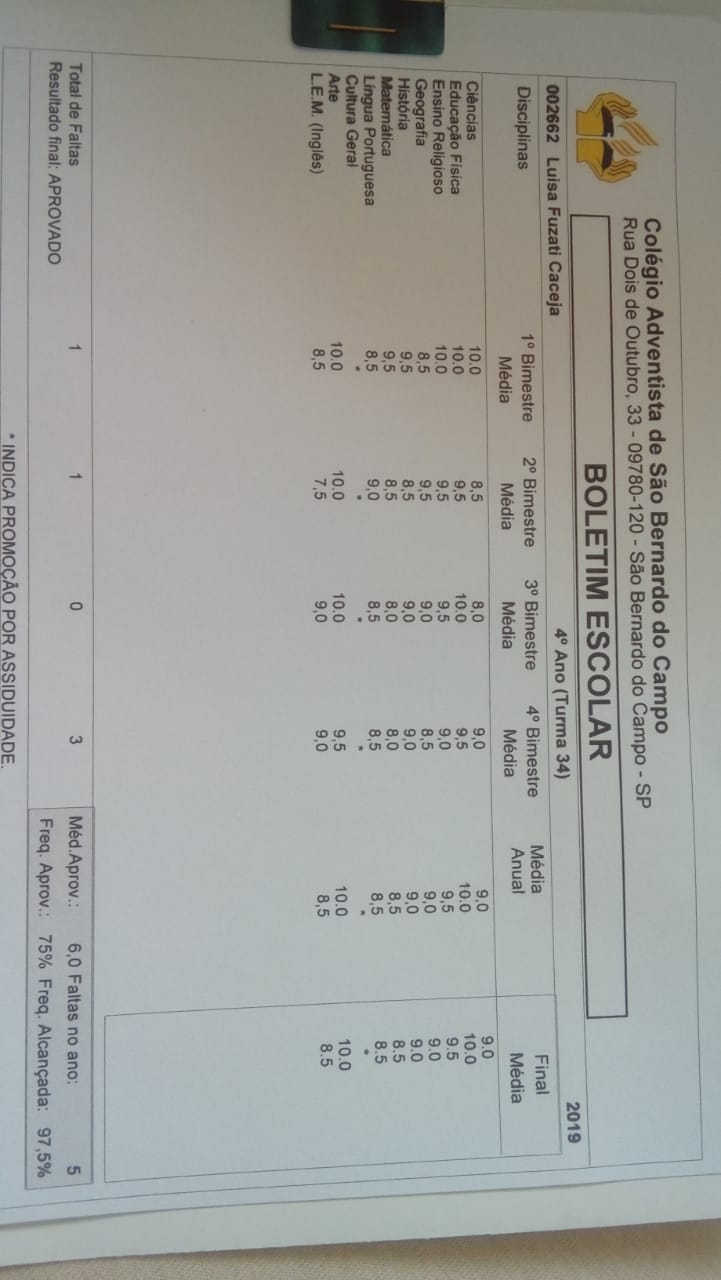 Colégio Adventista de São Bernardo do Campo
Rua Dois de Outubro, 33 - 09780-120 - São Bernardo do Campo - SP
BOLETIM ESCOLAR
002662 Luisa Fuzati Caceja 4º Ano (Turma 34) 2019
Disciplinas 1º Bimestre 2º Bimestre 3º Bimestre 4º Bimestre Média Final
Média Média Média Média Anual Média
Ciências 10.0 8,5 8,0 9,0 9,0 9.0
Educação Física 10.0 9,5 10.0 9,5 10.0 10.0
Ensino Religioso 10.0 9,5 9,5 9,0 9,5 9.5
Geografia 8,5 9,5 9,0 8,5 9,0 9.0
História 9,5 8,5 9,0 9,0 9,0 9.0
Matemática 9,5 8,5 8,0 8,0 8,5 8.5
Língua Portuguesa 8,5 9,0 8,5 8,5 8,5 8.5
Cultura Geral * * * * * *
Arte 10.0 10.0 10.0 9,5 10.0 10.0
L.E.M. (Inglês) 8,5 7,5 9,0 9,0 8,5 8.5
Total de Faltas 1 1 0 3 Méd.Aprov.: 6,0 Faltas no ano: 5
Resultado final: APROVADO Freq. Aprov.: 75% Freq. Alcançada: 97,5%
* INDICA PROMOÇÃO POR ASSIDUIDADE.